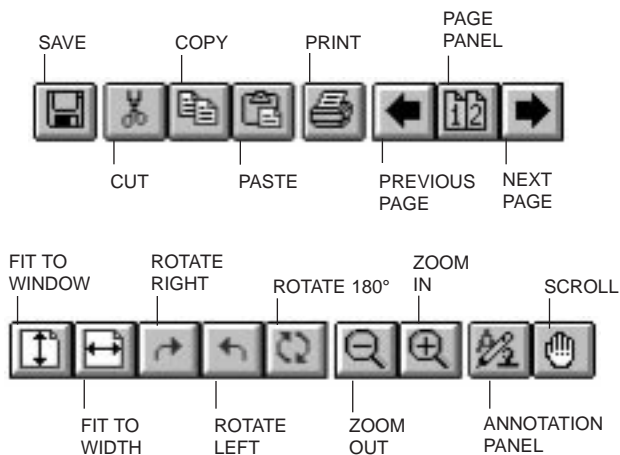 SAVE
COPY
PRINT
PAGE
PANEL
12
CUT
PASTE
PREVIOUS
PAGE
NEXT
PAGE
FIT TO
WINDOW
ROTATE
RIGHT
ROTATE 180°
ZOOM
IN
SCROLL
FIT TO
WIDTH
ROTATE
LEFT
ZOOM
OUT
ANNOTATION
PANEL